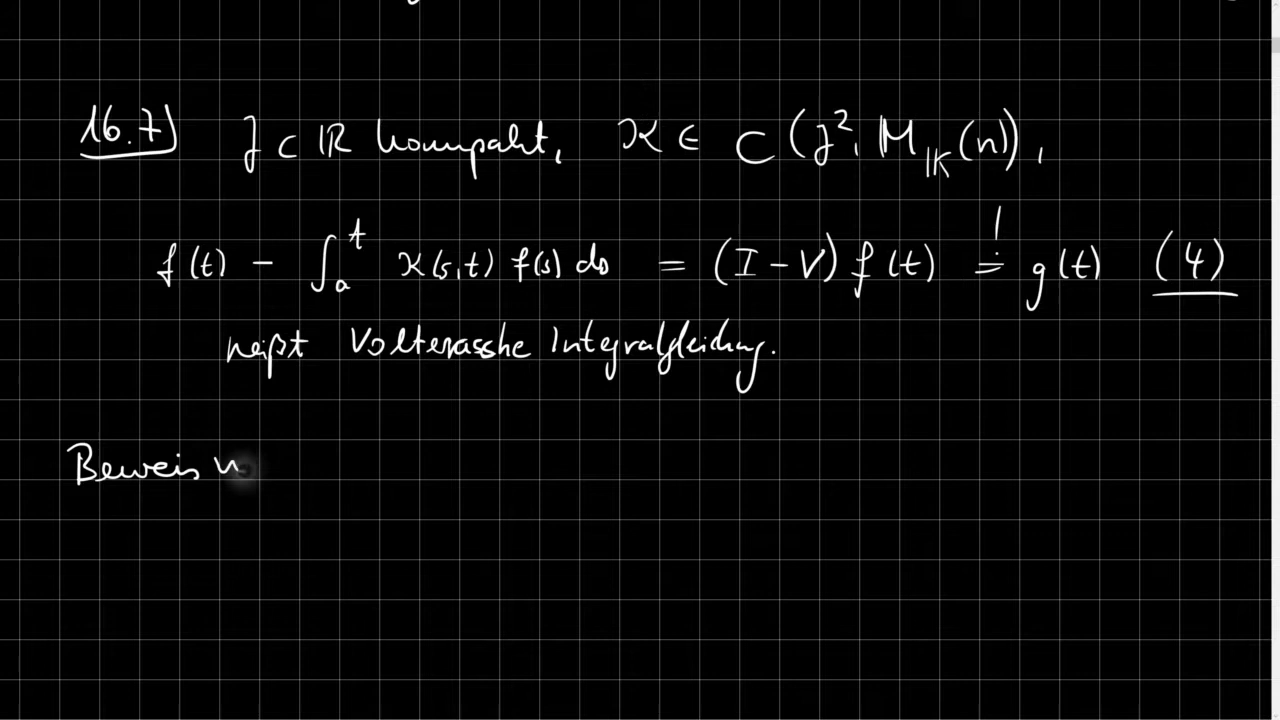 16.7) J ⊂ ℝ kompakt, ϰ ∈ C(J², M_𝕂(n)),
f(t) - ∫_a^t ϰ(s,t) f(s) ds = (I-V) f(t) =! g(t) (4)
heißt Volterrasche Integralgleichung.
Beweis v